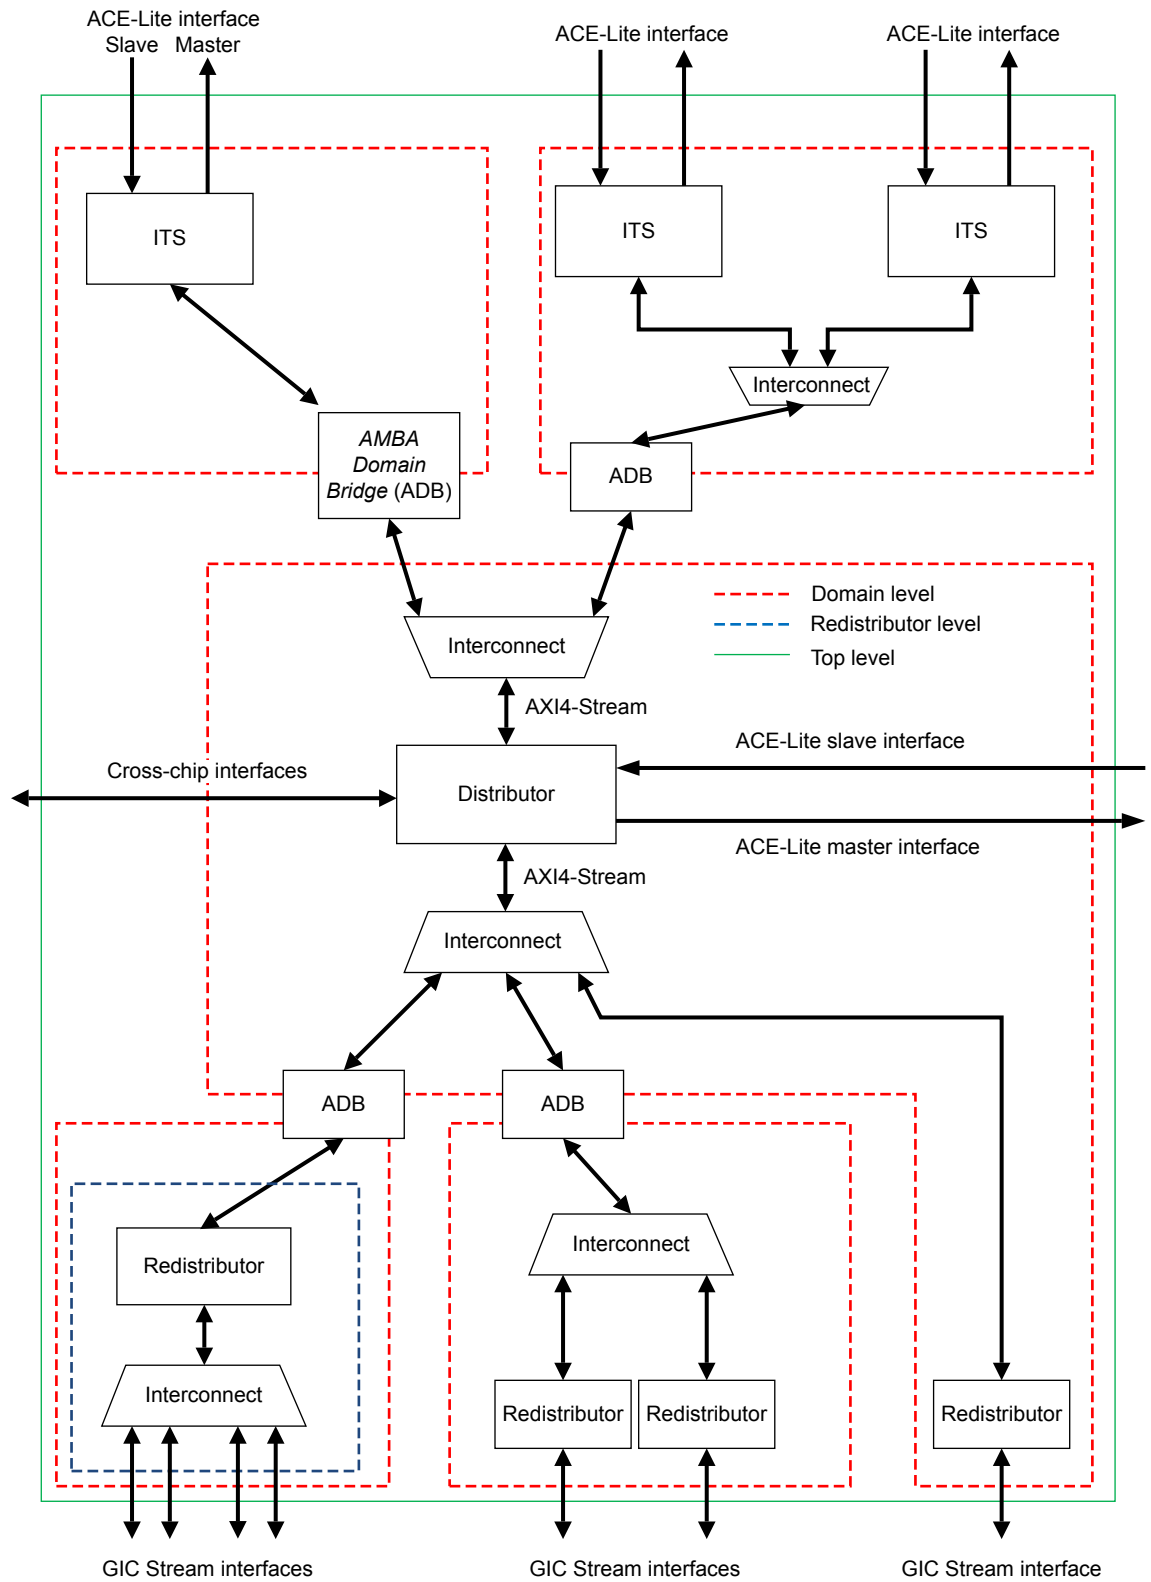 ACE-Lite interface
Slave Master
ACE-Lite interface
ACE-Lite interface
ITS
ITS
ITS
Interconnect
AMBA
Domain
Bridge (ADB)
ADB
Domain level
Redistributor level
Top level
Interconnect
AXI4-Stream
ACE-Lite slave interface
Cross-chip interfaces
Distributor
ACE-Lite master interface
AXI4-Stream
Interconnect
ADB
ADB
Interconnect
Redistributor
Interconnect
Redistributor
Redistributor
Redistributor
GIC Stream interfaces
GIC Stream interfaces
GIC Stream interface